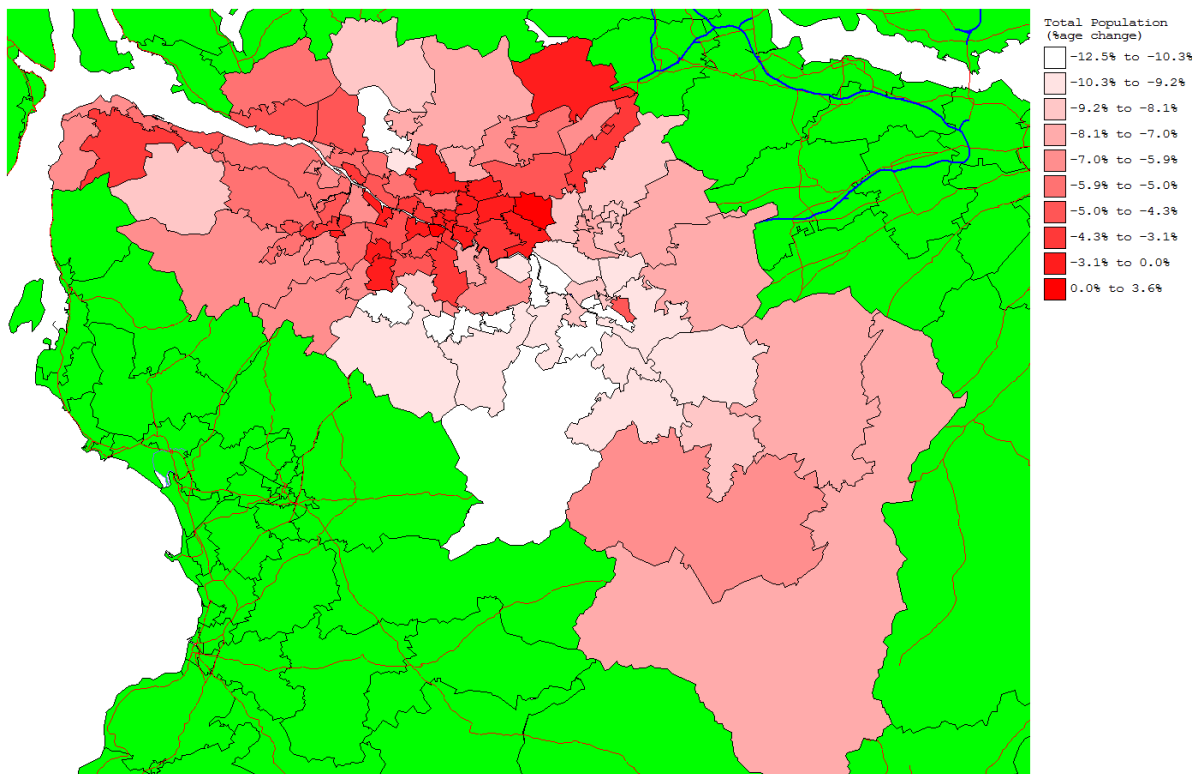 Total Population
(%age change)
-12.5% to -10.3%
-10.3% to -9.2%
-9.2% to -8.1%
-8.1% to -7.0%
-7.0% to -5.9%
-5.9% to -5.0%
-5.0% to -4.3%
-4.3% to -3.1%
-3.1% to 0.0%
0.0% to 3.6%